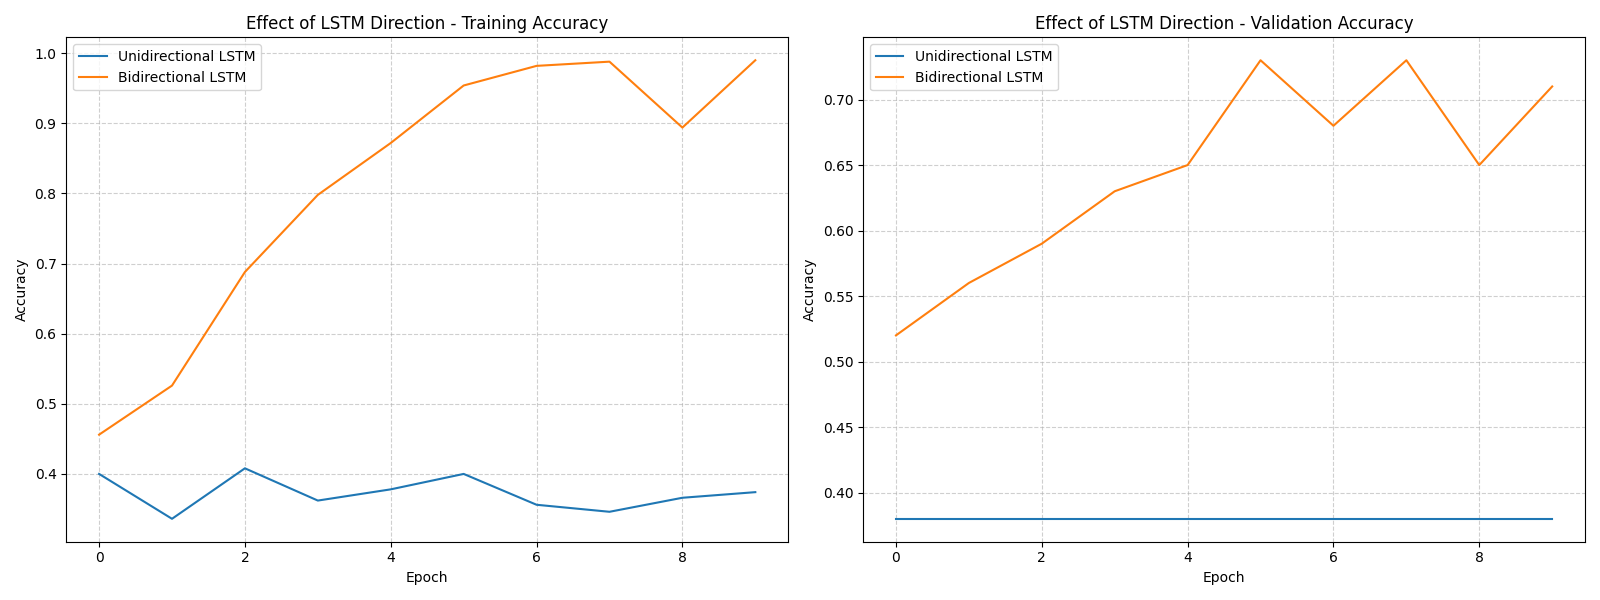 Effect of LSTM Direction - Training Accuracy
Unidirectional LSTM
Bidirectional LSTM
Accuracy
1.0
0.9
0.8
0.7
0.6
0.5
0.4
0 2 4 6 8
Epoch
Effect of LSTM Direction - Validation Accuracy
Unidirectional LSTM
Bidirectional LSTM
Accuracy
0.70
0.65
0.60
0.55
0.50
0.45
0.40
0 2 4 6 8
Epoch